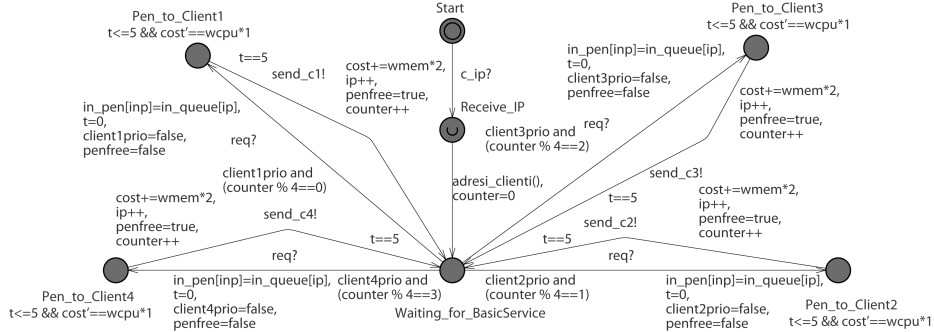 Pen_to_Client1
t<=5 && cost'==wcpu*1
Start
Pen_to_Client3
t<=5 && cost'==wcpu*1
t==5
send_c1!
cost+=wmem*2,
ip++,
penfree=true,
counter++
c_ip?
in_pen[inp]=in_queue[ip],
t=0,
client3prio=false,
penfree=false
cost+=wmem*2,
ip++,
penfree=true,
counter++
in_pen[inp]=in_queue[ip],
t=0,
client1prio=false,
penfree=false
req?
Receive_IP
client3prio and
(counter % 4==2)
req?
client1prio and
(counter % 4==0)
adresi_clienti(),
counter=0
send_c3!
t==5
cost+=wmem*2,
ip++,
penfree=true,
counter++
send_c4!
t==5
cost+=wmem*2,
ip++,
penfree=true,
counter++
send_c2!
t==5
req?
req?
Pen_to_Client4
t<=5 && cost'==wcpu*1
in_pen[inp]=in_queue[ip],
t=0,
client4prio=false,
penfree=false
client4prio and
(counter % 4==3)
client2prio and
(counter % 4==1)
Waiting_for_BasicService
in_pen[inp]=in_queue[ip],
t=0,
client2prio=false,
penfree=false
Pen_to_Client2
t<=5 && cost'==wcpu*1